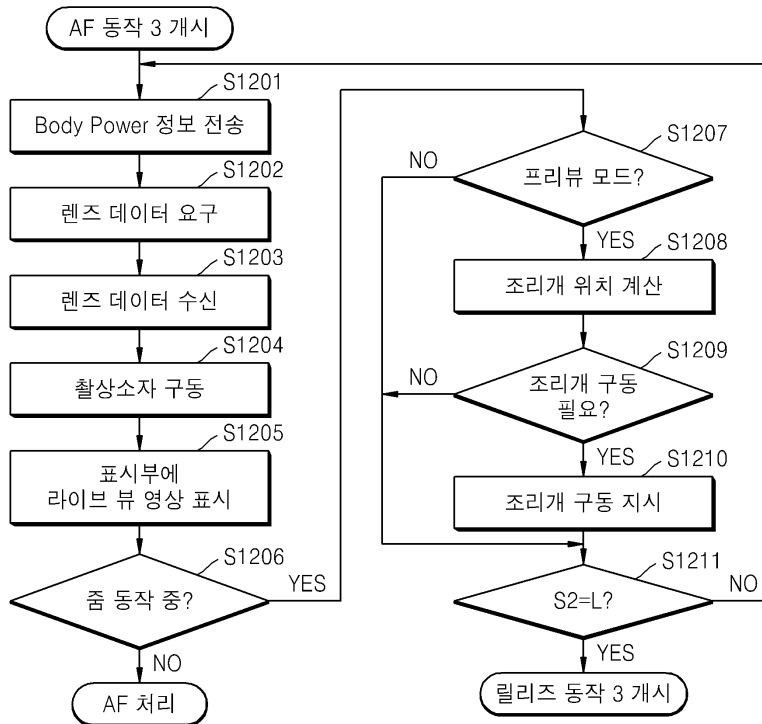 AF 동작 3 개시
S1201
Body Power 정보 전송
S1202
렌즈 데이터 요구
S1203
렌즈 데이터 수신
S1204
촬상소자 구동
S1205
표시부에
라이브 뷰 영상 표시
S1206
줌 동작 중?
YES
NO
AF 처리
S1207
프리뷰 모드?
NO
YES
S1208
조리개 위치 계산
S1209
조리개 구동
필요?
NO
YES
S1210
조리개 구동 지시
S1211
S2=L?
NO
YES
릴리즈 동작 3 개시